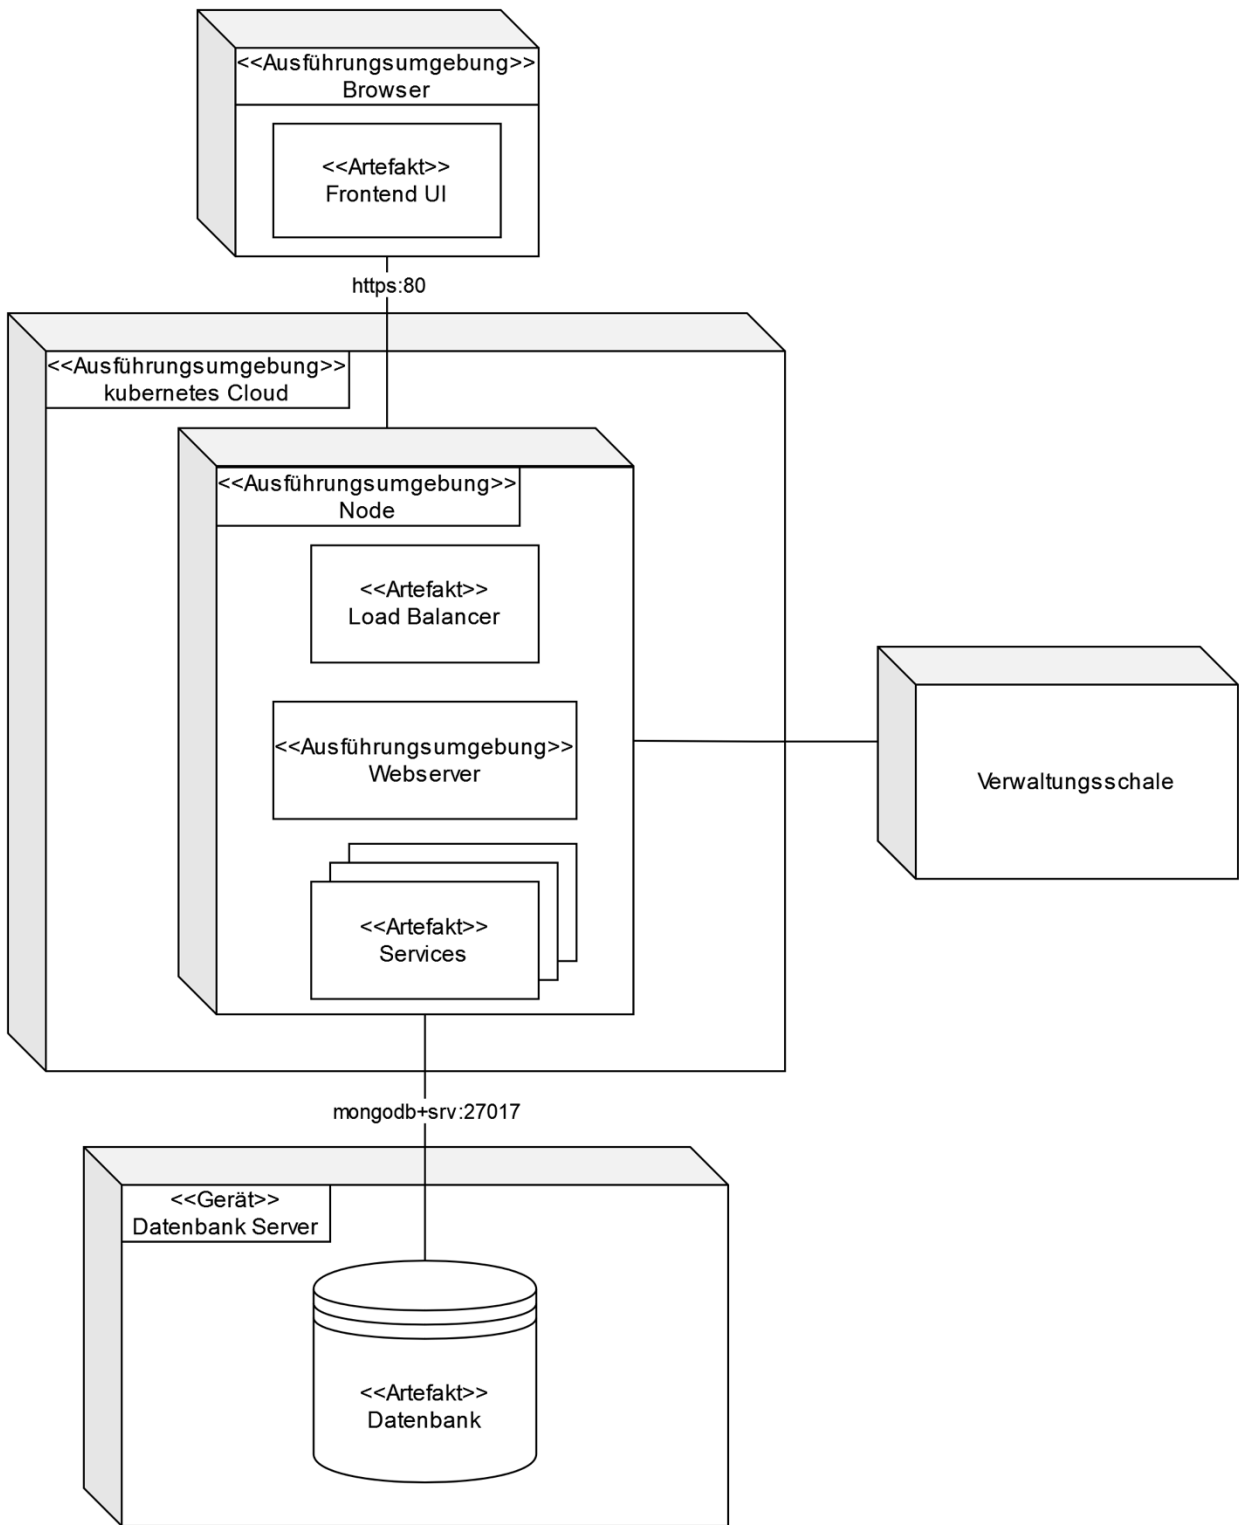 <<Ausführungsumgebung>>
Browser
<<Artefakt>>
Frontend UI
https:80
<<Ausführungsumgebung>>
kubernetes Cloud
<<Ausführungsumgebung>>
Node
<<Artefakt>>
Load Balancer
<<Ausführungsumgebung>>
Webserver
Verwaltungsschale
<<Artefakt>>
Services
mongodb+srv:27017
<<Gerät>>
Datenbank Server
<<Artefakt>>
Datenbank